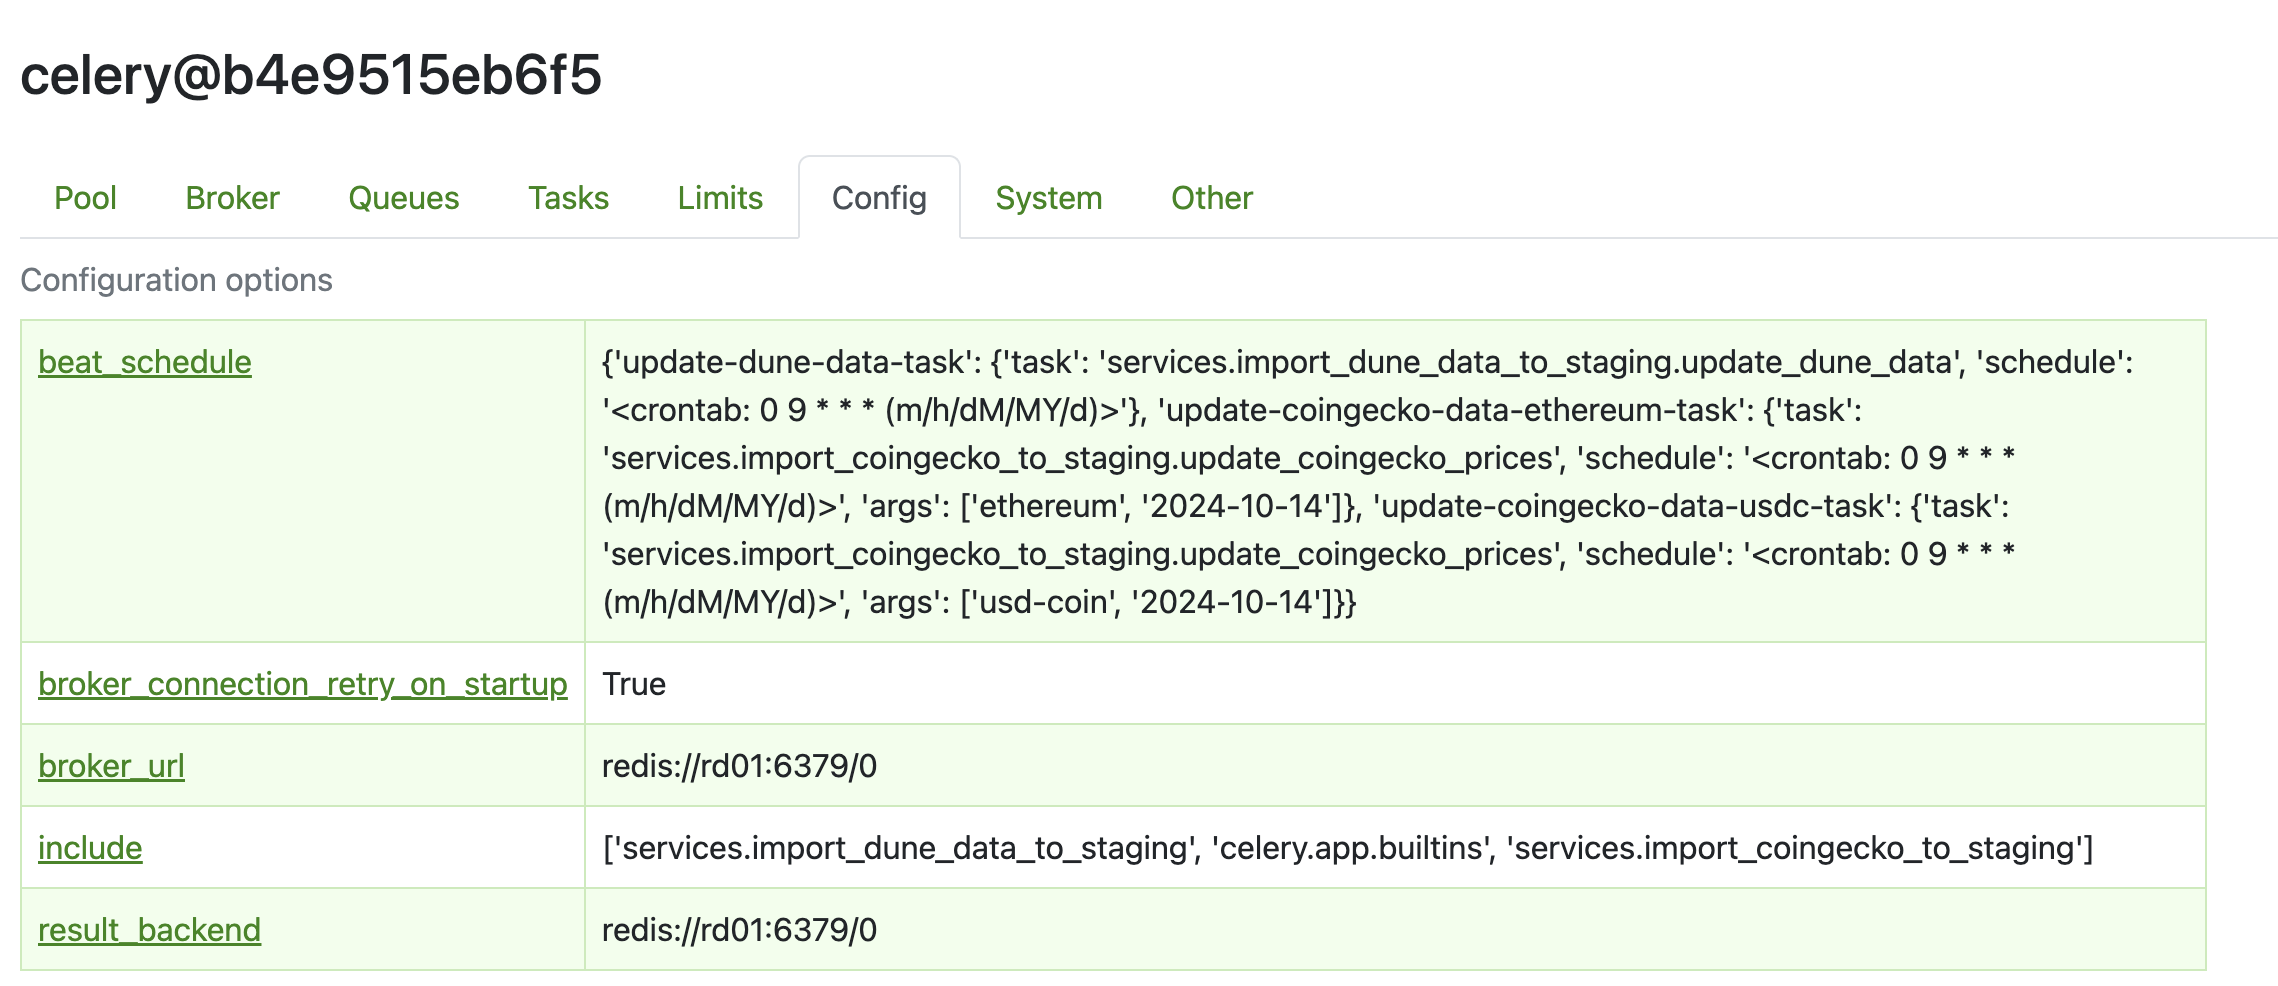 celery@b4e9515eb6f5
Pool Broker Queues Tasks Limits Config System Other
Configuration options
beat_schedule
{'update-dune-data-task': {'task': 'services.import_dune_data_to_staging.update_dune_data', 'schedule':
'<crontab: 0 9 * * * (m/h/dM/MY/d)>'}, 'update-coingecko-data-ethereum-task': {'task':
'services.import_coingecko_to_staging.update_coingecko_prices', 'schedule': '<crontab: 0 9 * * *
(m/h/dM/MY/d)>', 'args': ['ethereum', '2024-10-14']}, 'update-coingecko-data-usdc-task': {'task':
'services.import_coingecko_to_staging.update_coingecko_prices', 'schedule': '<crontab: 0 9 * * *
(m/h/dM/MY/d)>', 'args': ['usd-coin', '2024-10-14']}}
broker_connection_retry_on_startup True
broker_url redis://rd01:6379/0
include ['services.import_dune_data_to_staging', 'celery.app.builtins', 'services.import_coingecko_to_staging']
result_backend redis://rd01:6379/0